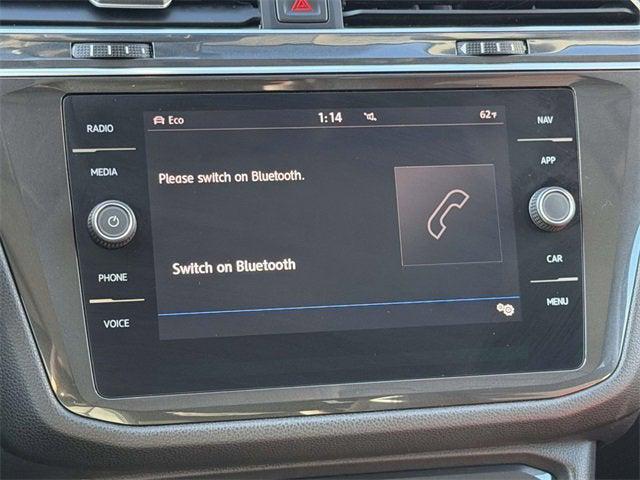 Eco 1:14 62°F
RADIO
MEDIA
PHONE
VOICE
Please switch on Bluetooth.
Switch on Bluetooth
NAV
APP
CAR
MENU